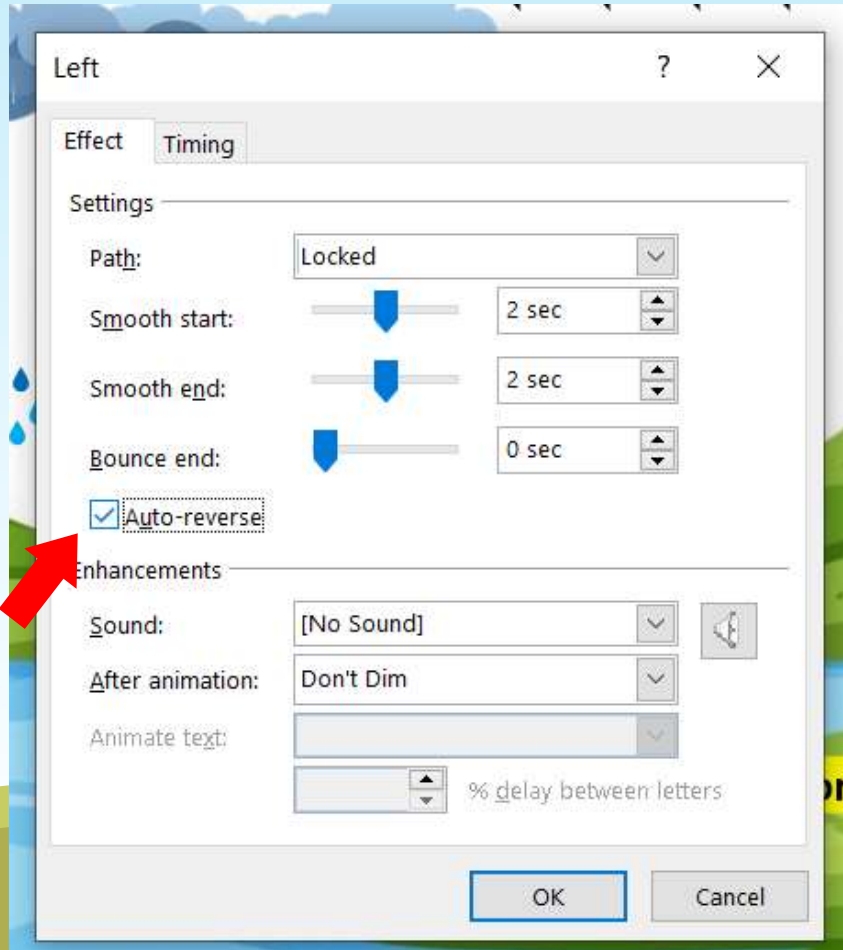 Left ?
Effect Timing
Settings
Path: Locked
Smooth start: 2 sec
Smooth end: 2 sec
Bounce end: 0 sec
Auto-reverse
Enhancements
Sound: [No Sound]
After animation: Don't Dim
Animate text:
% delay between letters
OK Cancel